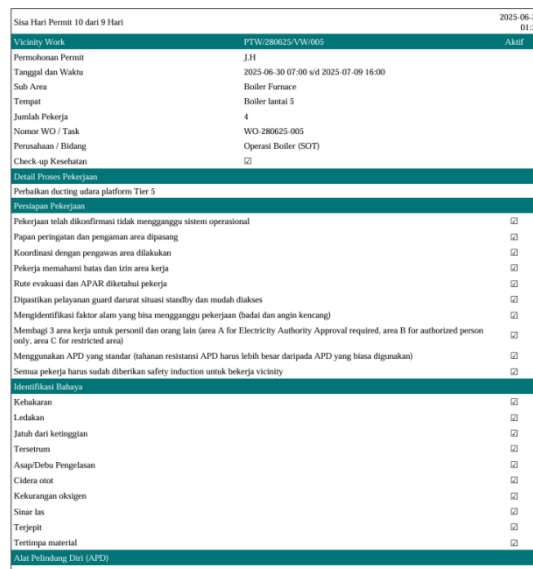 Sisa Hari Permit 10 dari 9 Hari
2025-06-
01:
Vicinity Work PTW/280625/VW/005 Aktif
Permohonan Permit J.H
Tanggal dan Waktu 2025-06-30 07:00 s/d 2025-07-09 16:00
Sub Area Boiler Furnace
Tempat Boiler lantai 5
Jumlah Pekerja 4
Nomor WO / Task WO-280625-005
Perusahaan / Bidang Operasi Boiler (SOT)
Check-up Kesehatan ☑
Detail Proses Pekerjaan
Perbaikan ducting udara platform Tier 5
Persiapan Pekerjaan
Pekerjaan telah dikonfirmasi tidak mengganggu sistem operasional ☑
Papan peringatan dan pengaman area dipasang ☑
Koordinasi dengan pengawas area dilakukan ☑
Pekerja memahami batas dan izin area kerja ☑
Rute evakuasi dan APAR diketahui pekerja ☑
Dipastikan pelayanan guard darurat situasi standby dan mudah diakses ☑
Mengidentifikasi faktor alam yang bisa mengganggu pekerjaan (badai dan angin kencang) ☑
Membagi 3 area kerja untuk personil dan orang lain (area A for Electricity Authority Approval required, area B for authorized person
only, area C for restricted area) ☑
Menggunakan APD yang standar (tahanan resistansi APD harus lebih besar daripada APD yang biasa digunakan) ☑
Semua pekerja harus sudah diberikan safety induction untuk bekerja vicinity ☑
Identifikasi Bahaya
Kebakaran ☑
Ledakan ☑
Jatuh dari ketinggian ☑
Tersetrum ☑
Asap/Debu Pengelasan ☑
Cidera otot ☑
Kekurangan oksigen ☑
Sinar las ☑
Terjepit ☑
Tertimpa material ☑
Alat Pelindung Diri (APD)